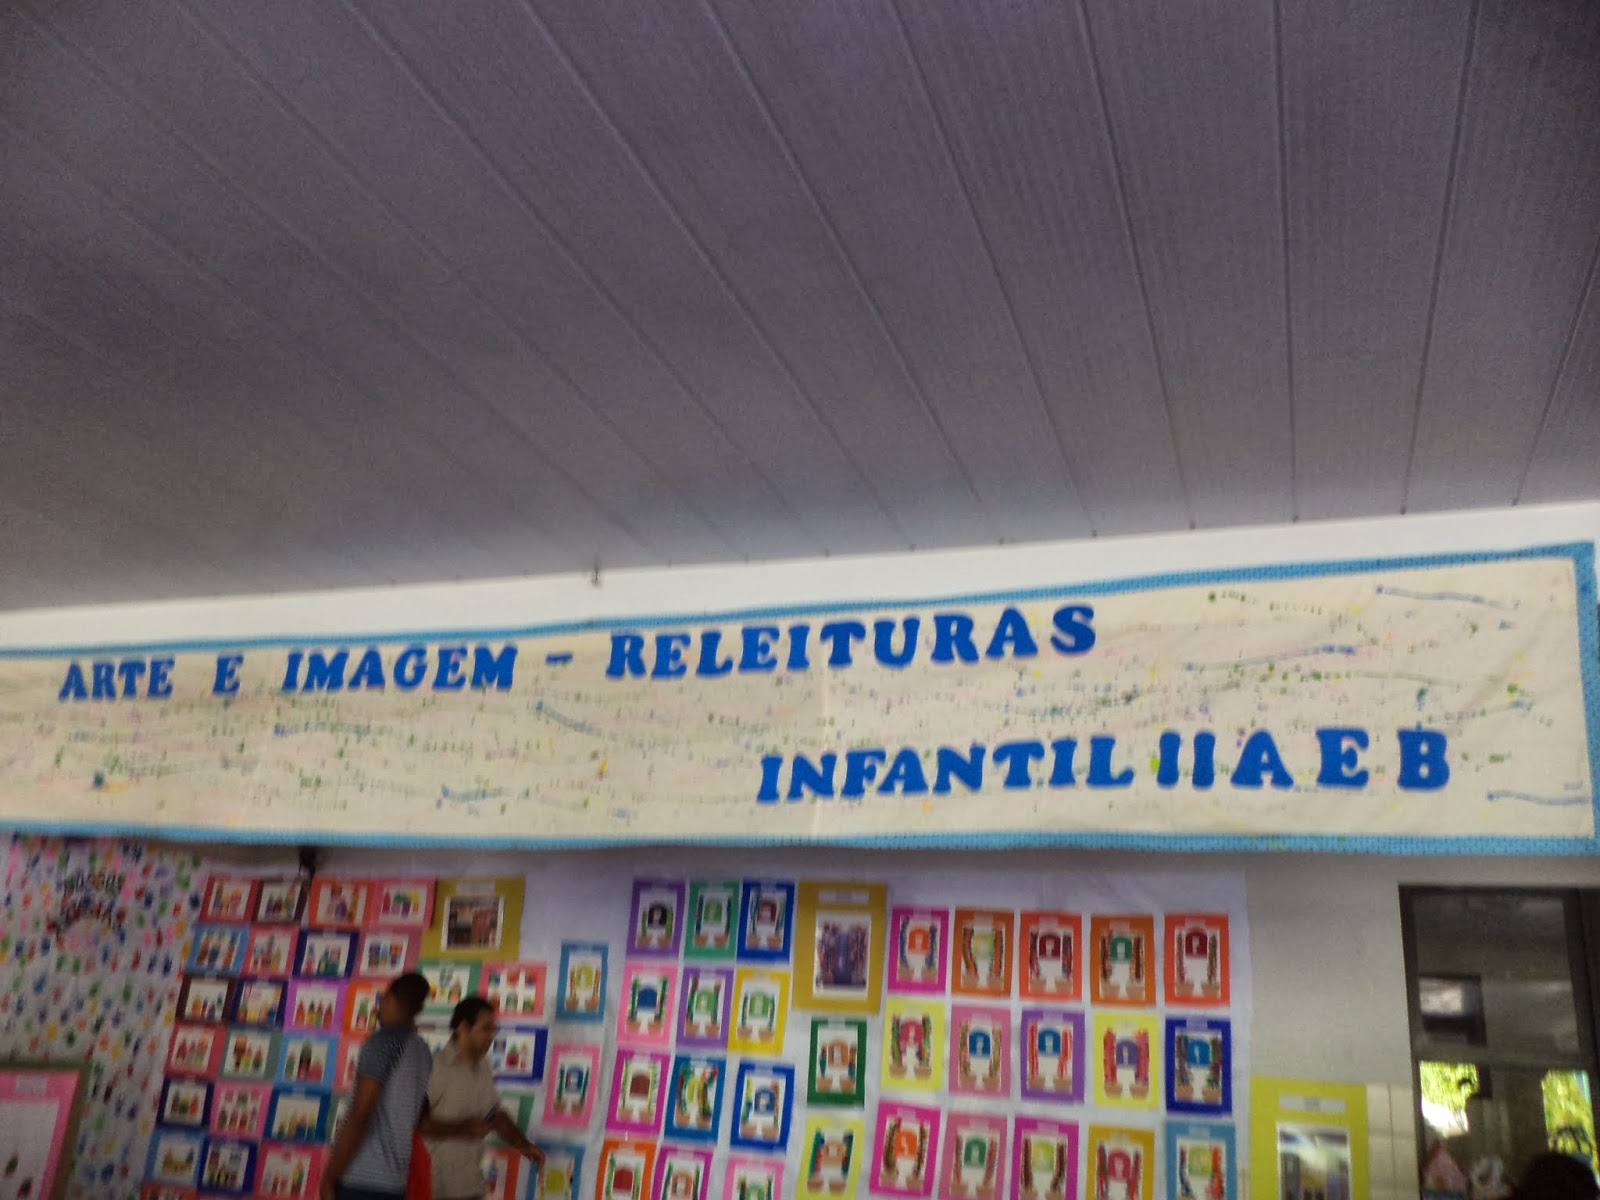 ARTE E IMAGEM - RELEITURAS
INFANTIL II A E B